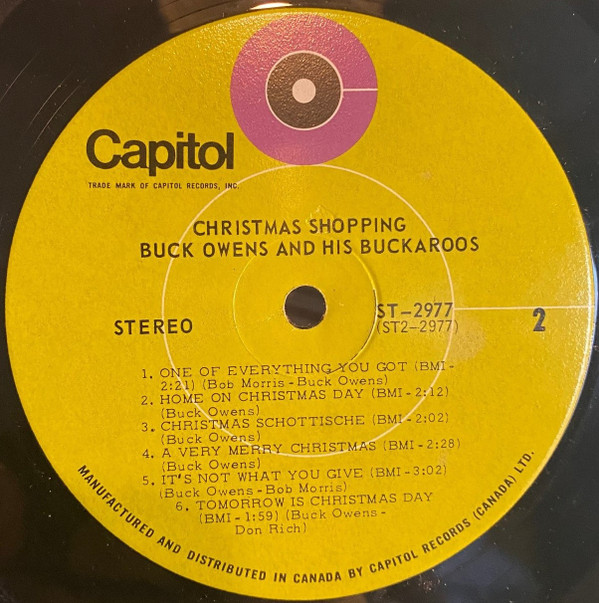 Capitol
TRADE MARK OF CAPITOL RECORDS, INC.
CHRISTMAS SHOPPING
BUCK OWENS AND HIS BUCKAROOS
STEREO
ST-2977
(ST2-2977)
2
1. ONE OF EVERYTHING YOU GOT (BMI -
2:21) (Bob Morris - Buck Owens)
2. HOME ON CHRISTMAS DAY (BMI - 2:12)
(Buck Owens)
3. CHRISTMAS SCHOTTISCHE (BMI - 2:02)
(Buck Owens)
4. A VERY MERRY CHRISTMAS (BMI - 2:28)
(Buck Owens)
5. IT'S NOT WHAT YOU GIVE (BMI - 3:02)
(Buck Owens - Bob Morris)
6. TOMORROW IS CHRISTMAS DAY
(BMI - 1:59) (Buck Owens -
Don Rich)
MANUFACTURED AND DISTRIBUTED IN CANADA BY CAPITOL RECORDS (CANADA) LTD.